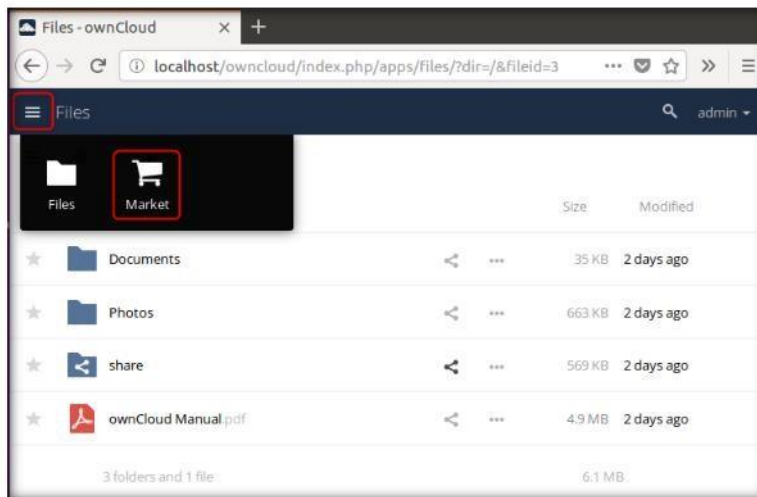 Files - ownCloud
localhost/owncloud/index.php/apps/files/?dir=/&fileid=3
Files
admin
Files Market
Size Modified
Documents 35 KB 2 days ago
Photos 663 KB 2 days ago
share 569 KB 2 days ago
ownCloud Manual.pdf 4.9 MB 2 days ago
3 folders and 1 file 6.1 MB